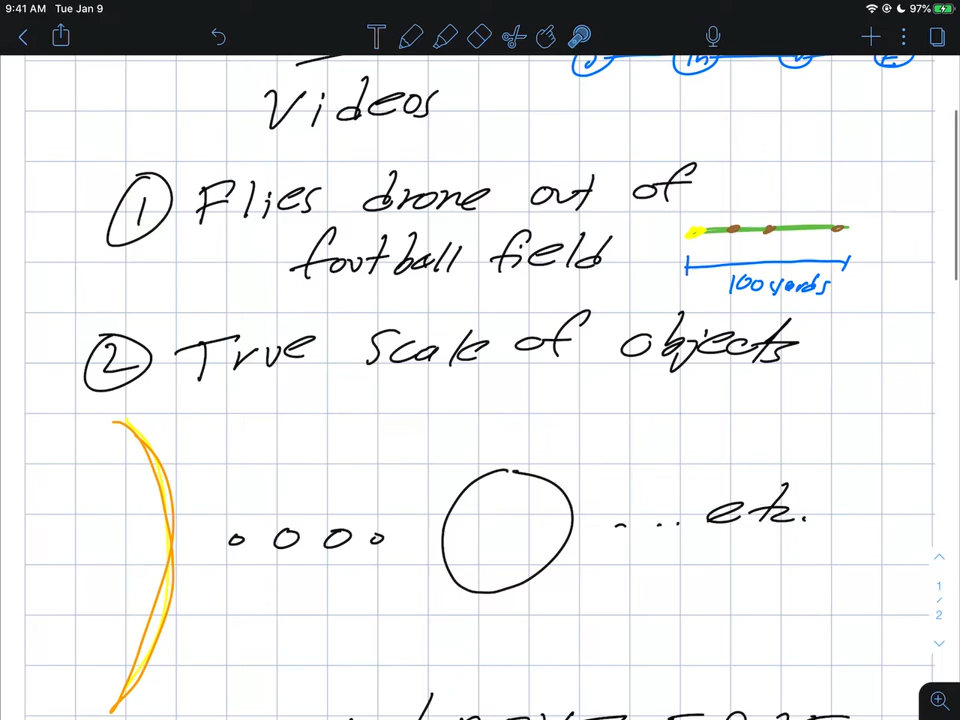 9:41 AM Tue Jan 9
97%
T
Videos
① Flies drone out of
football field
100 yards
② True scale of objects
... etc.
1
/
2